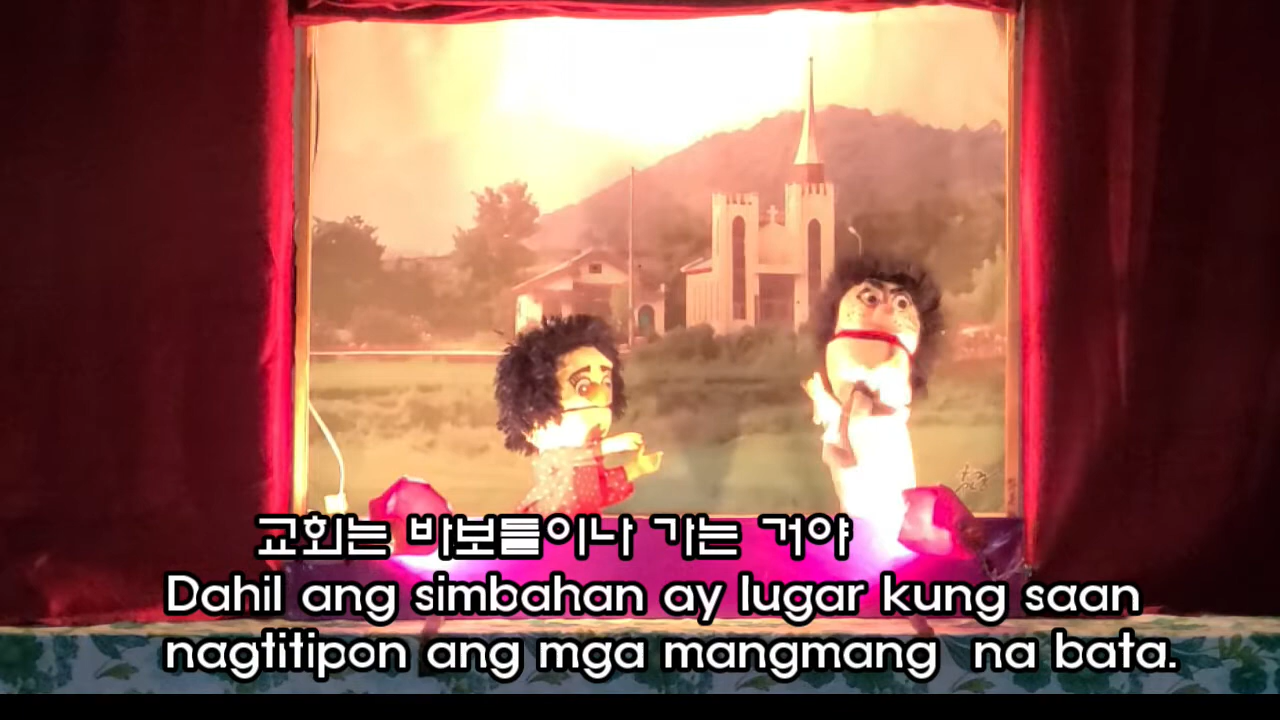 교회는 바보들이나 가는 거야
Dahil ang simbahan ay lugar kung saan
nagtitipon ang mga mangmang na bata.